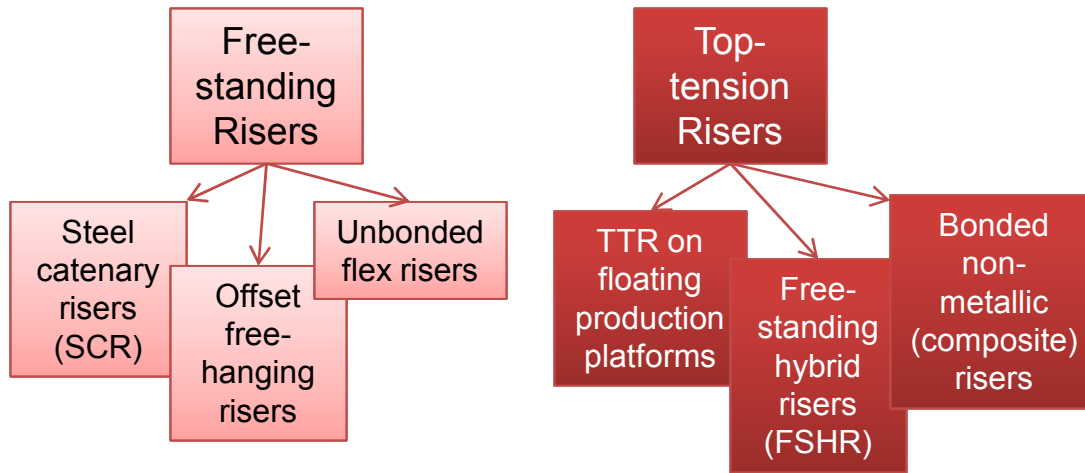 Free-
standing
Risers
Steel
catenary
risers
(SCR)
Offset
free-
hanging
risers
Unbonded
flex risers
Top-
tension
Risers
TTR on
floating
production
platforms
Free-
standing
hybrid
risers
(FSHR)
Bonded
non-
metallic
(composite)
risers